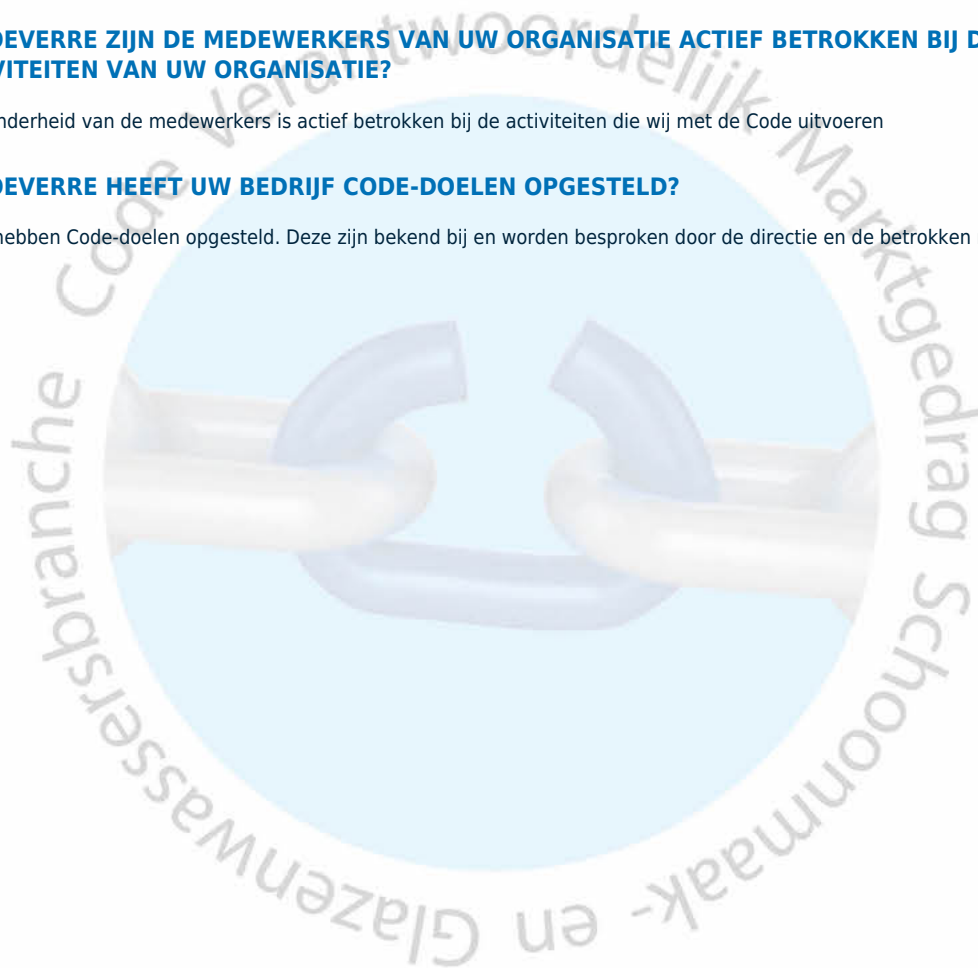 OEVERRE ZIJN DE MEDEWERKERS VAN UW ORGANISATIE ACTIEF BETROKKEN BIJ D
VITEITEN VAN UW ORGANISATIE?
nderheid van de medewerkers is actief betrokken bij de activiteiten die wij met de Code uitvoeren
OEVERRE HEEFT UW BEDRIJF CODE-DOELEN OPGESTELD?
hebben Code-doelen opgesteld. Deze zijn bekend bij en worden besproken door de directie en de betrokken
Code Verantwoordelijk Marktgedrag Schoonmaak- en Glazenwassersbranche